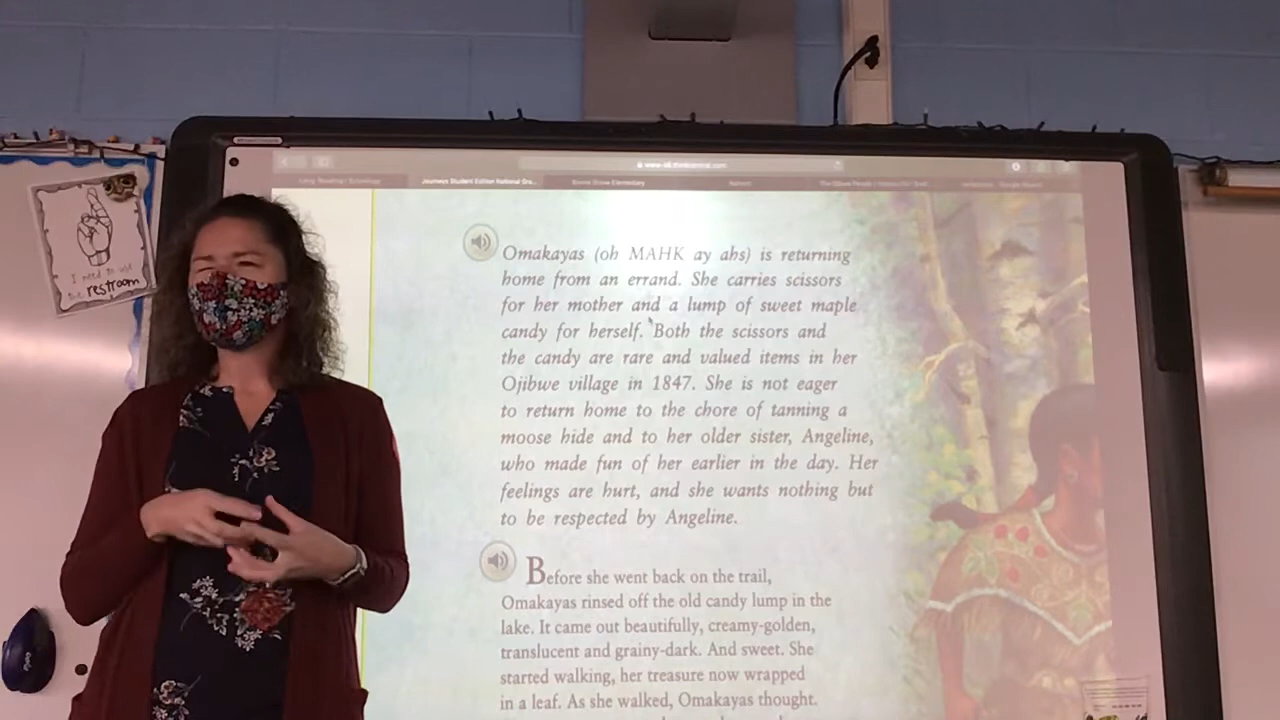 Journeys Student Edition National Gra...
I need to use
the restroom
Omakayas (oh MAHK ay ahs) is returning
home from an errand. She carries scissors
for her mother and a lump of sweet maple
candy for herself. Both the scissors and
the candy are rare and valued items in her
Ojibwe village in 1847. She is not eager
to return home to the chore of tanning a
moose hide and to her older sister, Angeline,
who made fun of her earlier in the day. Her
feelings are hurt, and she wants nothing but
to be respected by Angeline.
Before she went back on the trail,
Omakayas rinsed off the old candy lump in the
lake. It came out beautifully, creamy-golden,
translucent and grainy-dark. And sweet. She
started walking, her treasure now wrapped
in a leaf. As she walked, Omakayas thought.